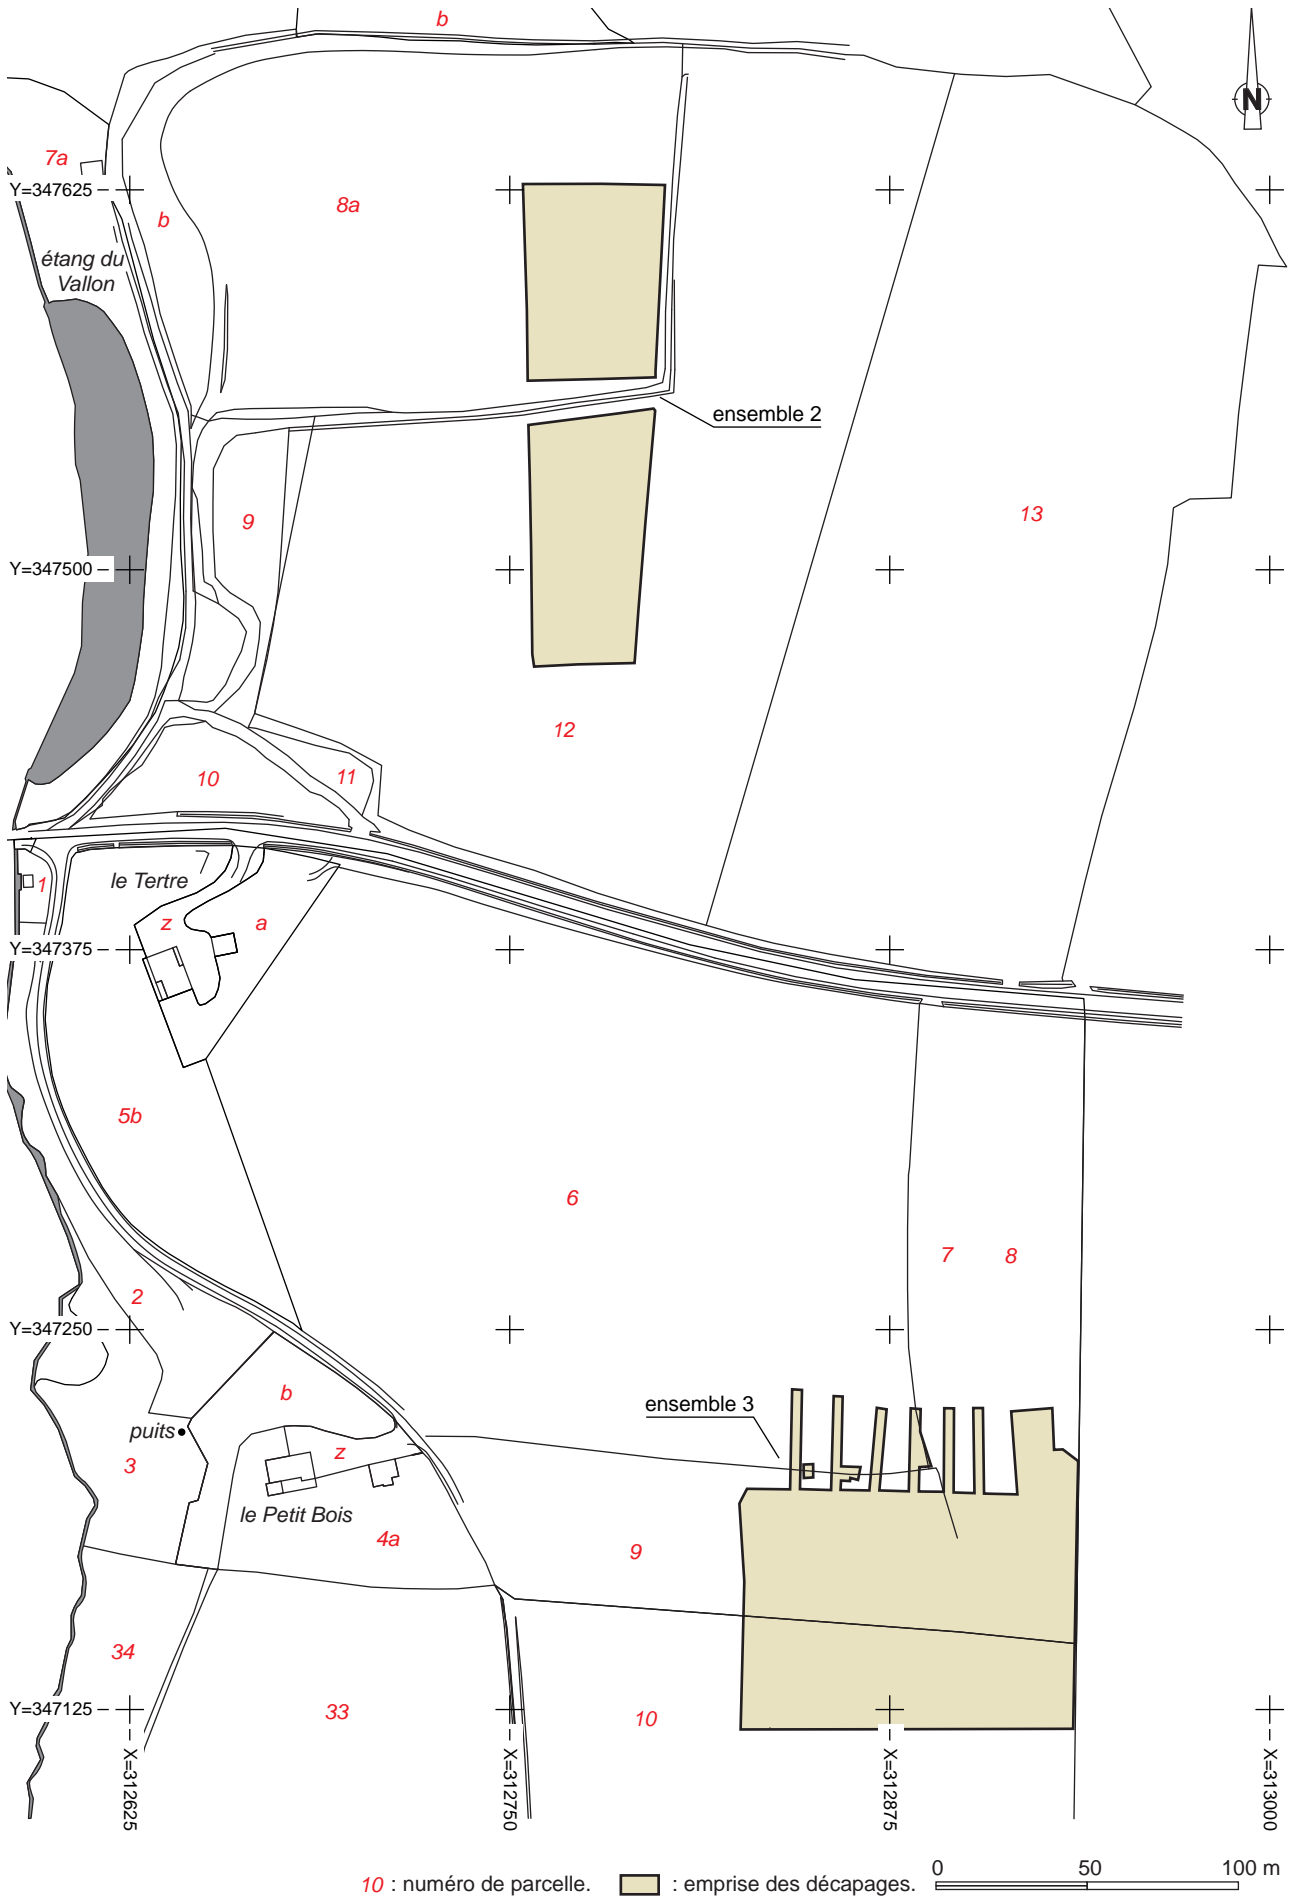 b
N
7a
Y=347625
b
8a
étang du
Vallon
ensemble 2
9
13
Y=347500
12
10
11
1
le Tertre
z
a
Y=347375
5b
6
7
8
2
Y=347250
b
ensemble 3
puits
z
3
le Petit Bois
4a
9
34
Y=347125
33
10
X=312625
X=312750
X=312875
X=313000
10 : numéro de parcelle.
: emprise des décapages.
0 50 100 m